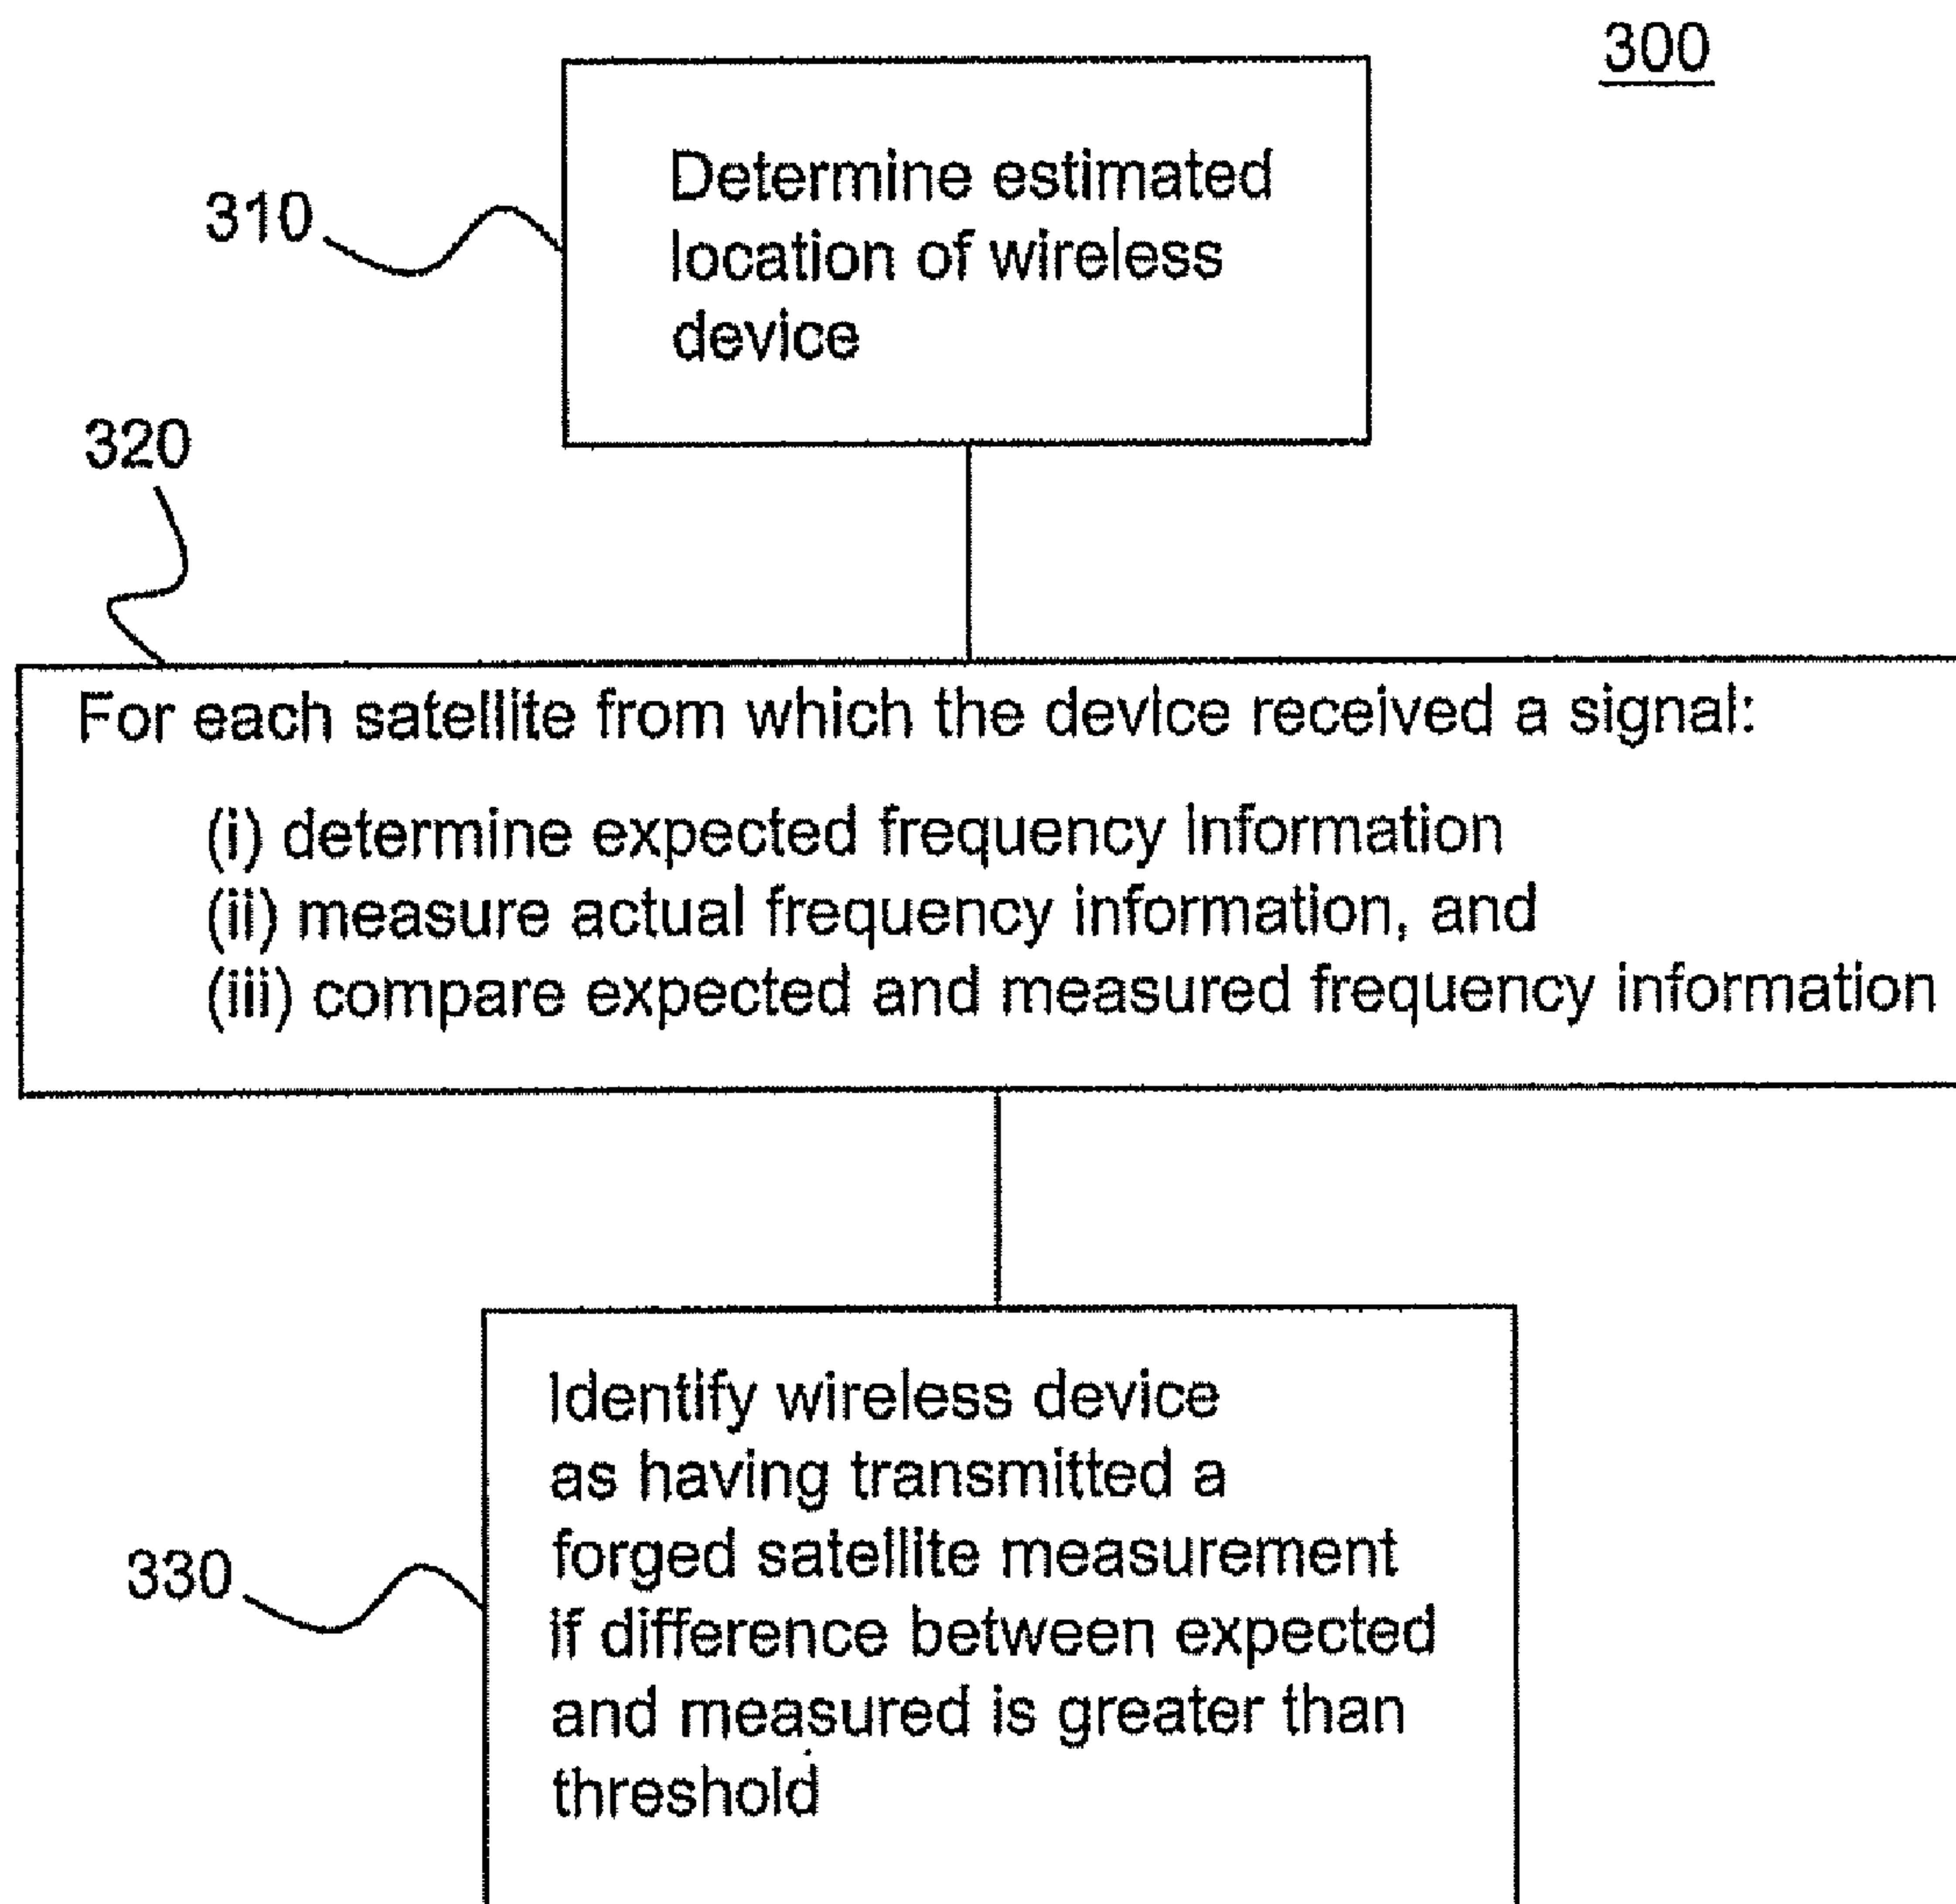 300
310
Determine estimated
location of wireless
device
320
For each satellite from which the device received a signal:
(i) determine expected frequency information
(ii) measure actual frequency information, and
(iii) compare expected and measured frequency information
330
Identify wireless device
as having transmitted a
forged satellite measurement
if difference between expected
and measured is greater than
threshold